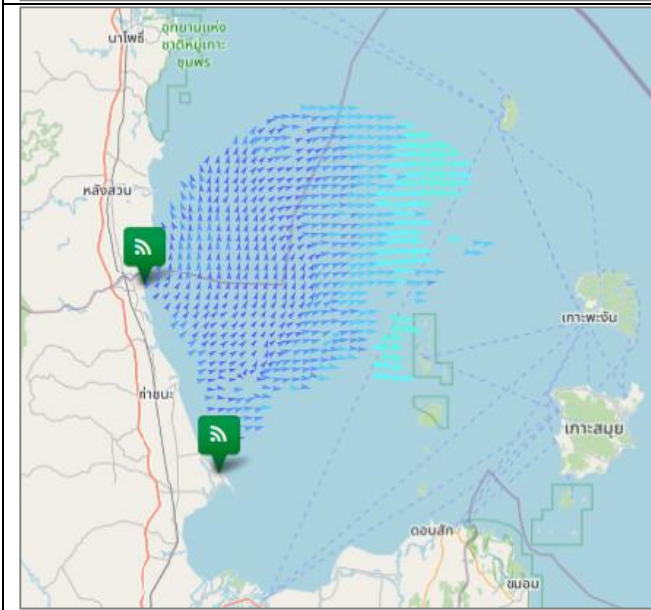 นาโพธิ์
อุทยานแห่ง
ชาติหมู่เกาะ
ชุมพร
หลังสวน
เกาะพะงัน
ท่าชนะ
เกาะสมุย
ดอนสัก
ขนอม